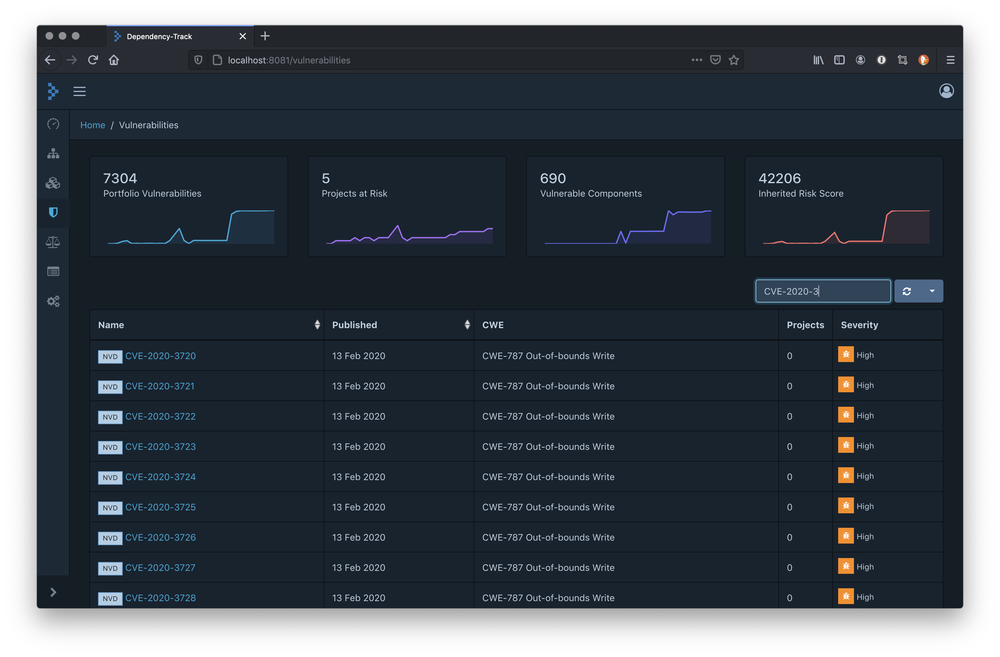 Dependency-Track
localhost:8081/vulnerabilities
Home / Vulnerabilities
7304
Portfolio Vulnerabilities
5
Projects at Risk
690
Vulnerable Components
42206
Inherited Risk Score
CVE-2020-3
Name Published CWE Projects Severity
NVD CVE-2020-3720 13 Feb 2020 CWE-787 Out-of-bounds Write 0 High
NVD CVE-2020-3721 13 Feb 2020 CWE-787 Out-of-bounds Write 0 High
NVD CVE-2020-3722 13 Feb 2020 CWE-787 Out-of-bounds Write 0 High
NVD CVE-2020-3723 13 Feb 2020 CWE-787 Out-of-bounds Write 0 High
NVD CVE-2020-3724 13 Feb 2020 CWE-787 Out-of-bounds Write 0 High
NVD CVE-2020-3725 13 Feb 2020 CWE-787 Out-of-bounds Write 0 High
NVD CVE-2020-3726 13 Feb 2020 CWE-787 Out-of-bounds Write 0 High
NVD CVE-2020-3727 13 Feb 2020 CWE-787 Out-of-bounds Write 0 High
NVD CVE-2020-3728 13 Feb 2020 CWE-787 Out-of-bounds Write 0 High